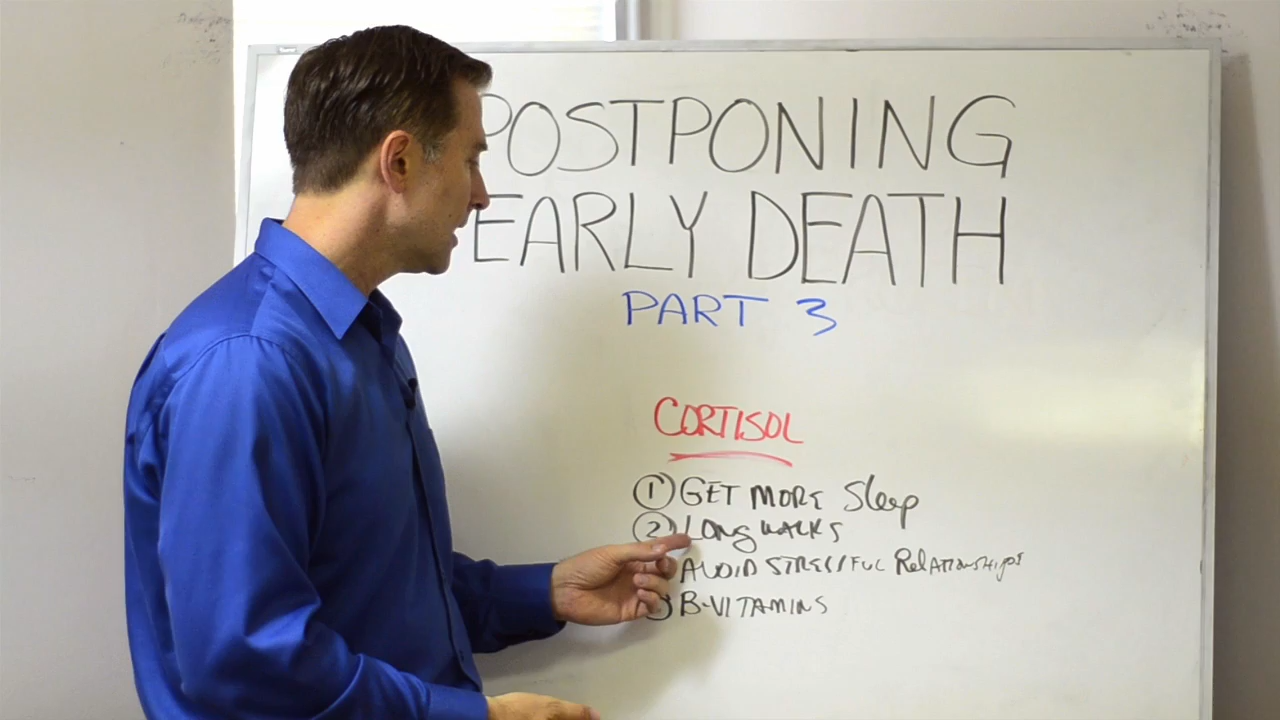 POSTPONING
EARLY DEATH
PART 3
CORTISOL
1 GET MORE Sleep
2 LONG WALKS
AVOID STRESSFUL RelATIONSHIPS
B-VITAMINS